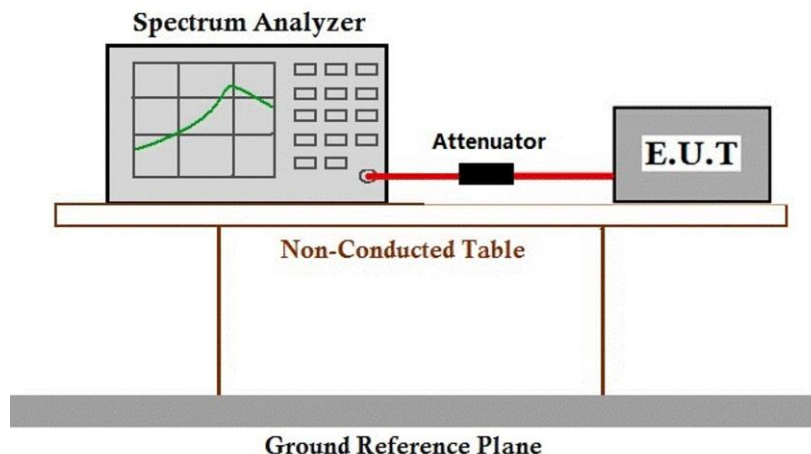 Spectrum Analyzer
Attenuator
E.U.T
Non-Conducted Table
Ground Reference Plane